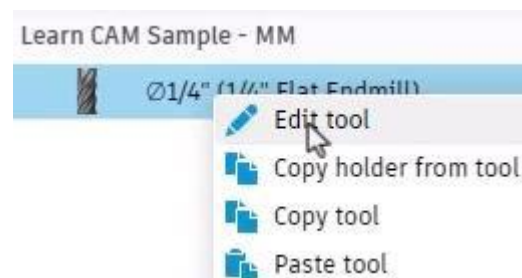 Learn CAM Sample - MM
∅1/4" (1/4" Flat Endmill)
Edit tool
Copy holder from tool
Copy tool
Paste tool